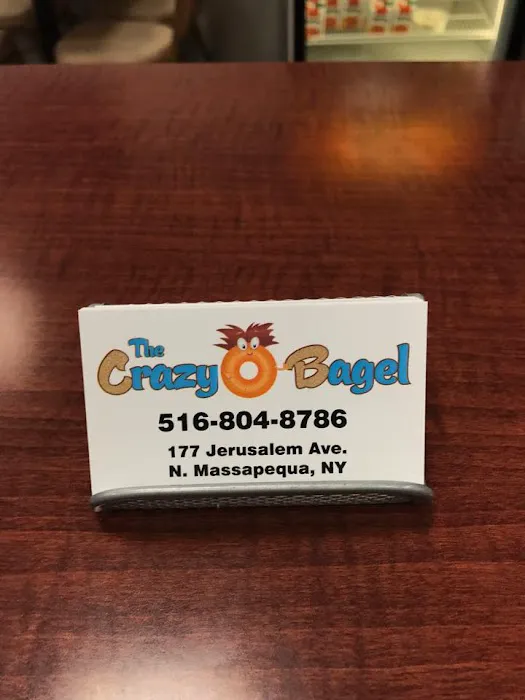 The
Crazy Bagel
516-804-8786
177 Jerusalem Ave.
N. Massapequa, NY